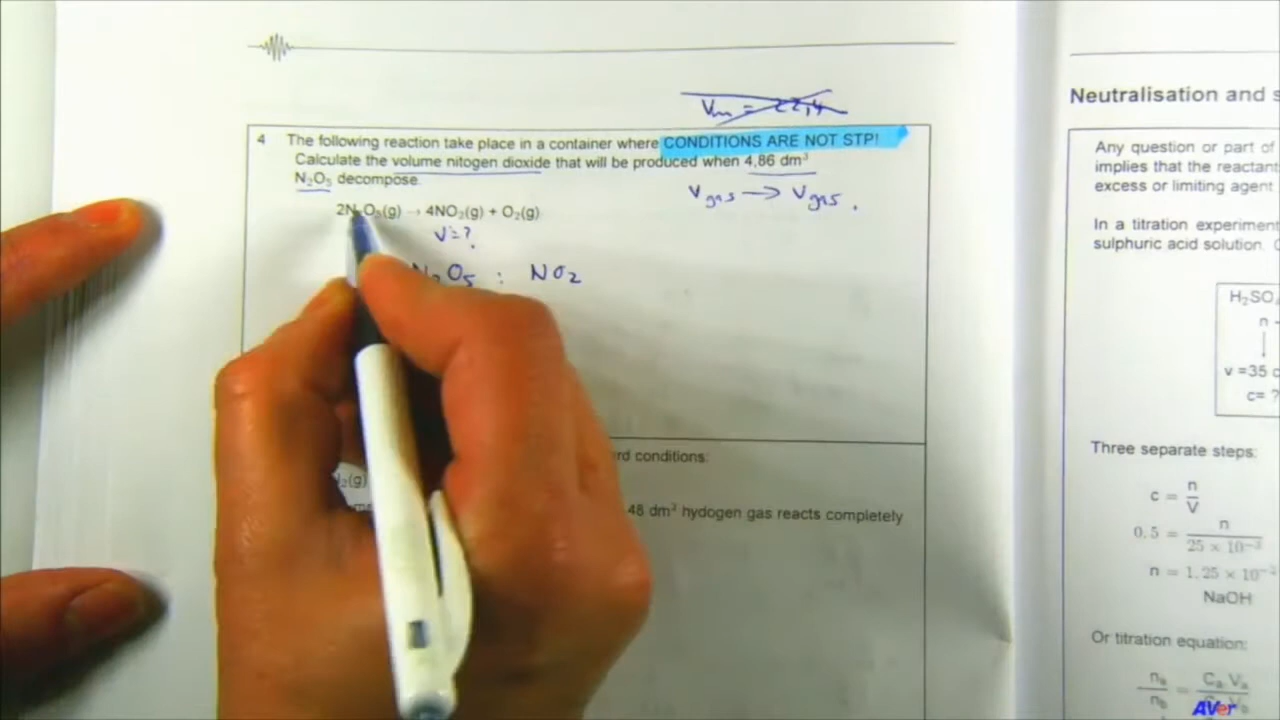 Vm = 22,4
4 The following reaction take place in a container where CONDITIONS ARE NOT STP!
Calculate the volume nitogen dioxide that will be produced when 4,86 dm³
N₂O₅ decompose.
Vgas → Vgas.
2N₂O₅(g) → 4NO₂(g) + O₂(g)
V=?
N₂O₅ : NO₂
rd conditions:
N₂(g)
48 dm³ hydogen gas reacts completely
Neutralisation and s
Any question or part of
implies that the reactant
excess or limiting agent
In a titration experiment
sulphuric acid solution.
H₂SO
n
v =35 c
c= ?
Three separate steps:
c = n/V
0,5 = n/25 × 10⁻³
n = 1,25 × 10⁻
NaOH
Or titration equation:
nₐ/n_b = Cₐ Vₐ
AVer